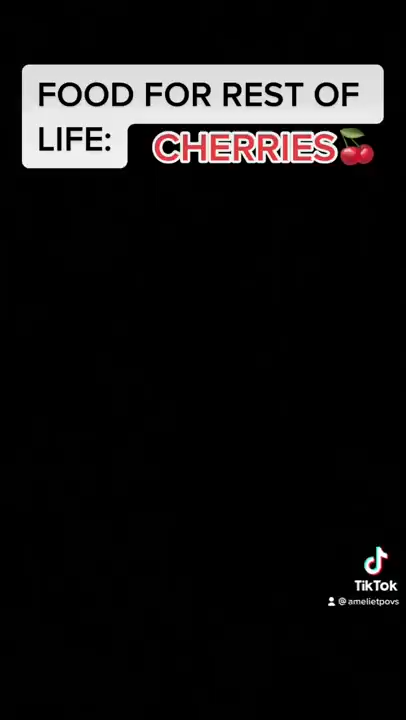 FOOD FOR REST OF
LIFE:
CHERRIES🍒
TikTok
@ amelietpovs